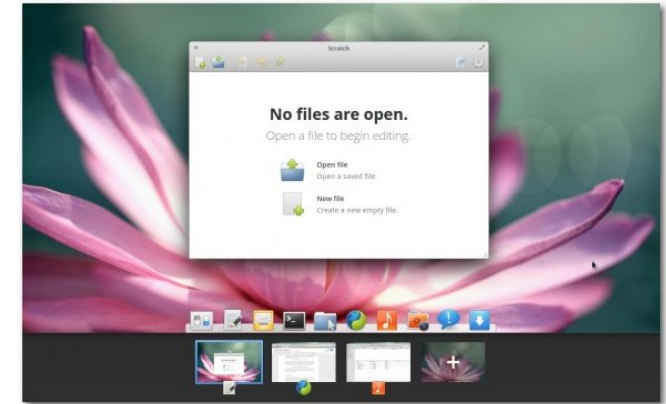 Scratch
No files are open.
Open a file to begin editing.
Open file
Open a saved file.
New file
Create a new empty file.